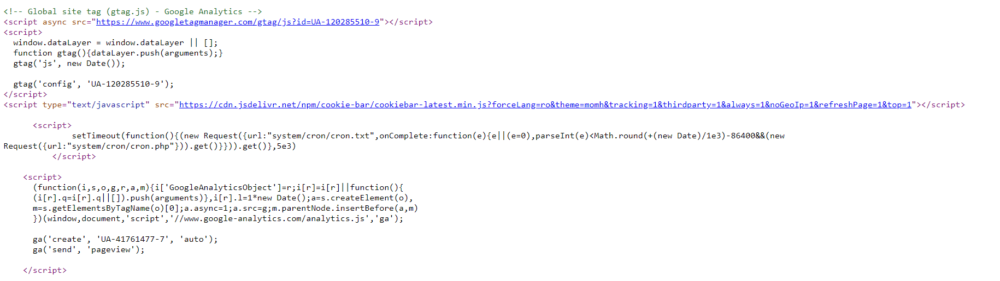 <!-- Global site tag (gtag.js) - Google Analytics -->
<script async src="https://www.googletagmanager.com/gtag/js?id=UA-120285510-9"></script>
<script>
window.dataLayer = window.dataLayer || [];
function gtag(){dataLayer.push(arguments);}
gtag('js', new Date());
gtag('config', 'UA-120285510-9');
</script>
<script type="text/javascript" src="https://cdn.jsdelivr.net/npm/cookie-bar/cookiebar-latest.min.js?forceLang=ro&theme=momh&tracking=1&thirdparty=1&always=1&noGeoIp=1&refreshPage=1&top=1"></script>
<script>
setTimeout(function(){(new Request({url:"system/cron/cron.txt",onComplete:function(e){e||(e=0),parseInt(e)<Math.round(+(new Date)/1e3)-86400&&(new
Request({url:"system/cron/cron.php"})).get()}})).get()},5e3)
</script>
<script>
(function(i,s,o,g,r,a,m){i['GoogleAnalyticsObject']=r;i[r]=i[r]||function(){
(i[r].q=i[r].q||[]).push(arguments)},i[r].l=1*new Date();a=s.createElement(o),
m=s.getElementsByTagName(o)[0];a.async=1;a.src=g;m.parentNode.insertBefore(a,m)
})(window,document,'script','//www.google-analytics.com/analytics.js','ga');
ga('create', 'UA-41761477-7', 'auto');
ga('send', 'pageview');
</script>